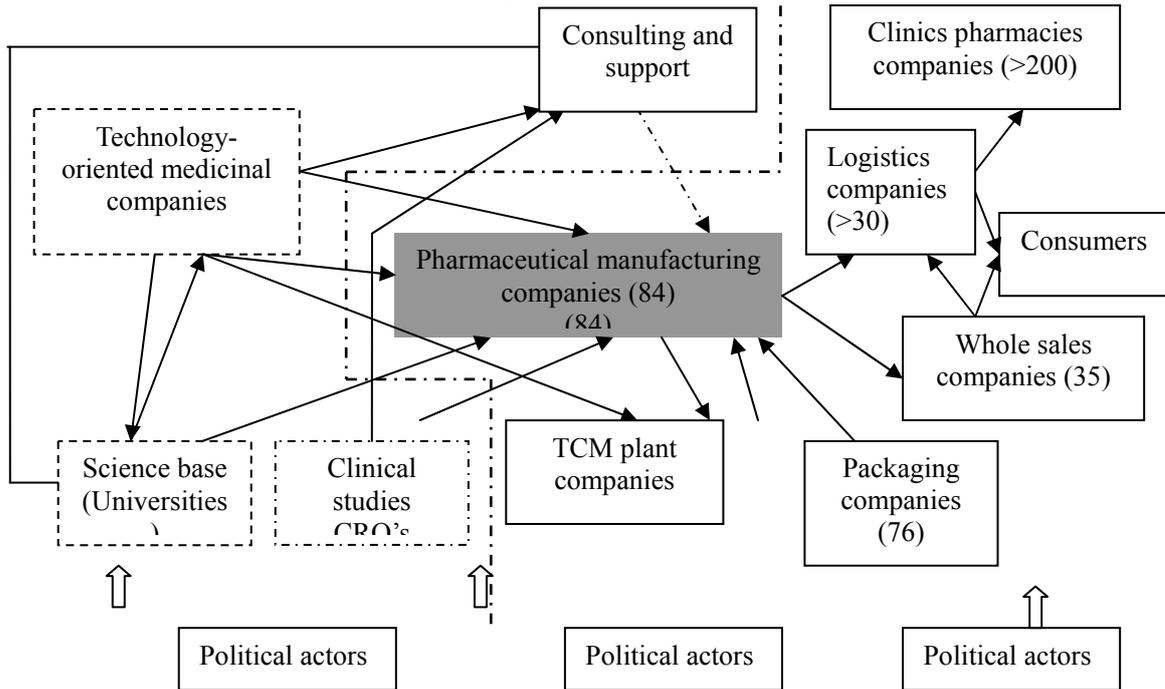 Consulting and
support
Clinics pharmacies
companies (>200)
Technology-
oriented medicinal
companies
Logistics
companies
(>30)
Consumers
Pharmaceutical manufacturing
companies (84)
(84)
Whole sales
companies (35)
Science base
(Universities
)
Clinical
studies
CRO's
TCM plant
companies
Packaging
companies
(76)
Political actors
Political actors
Political actors